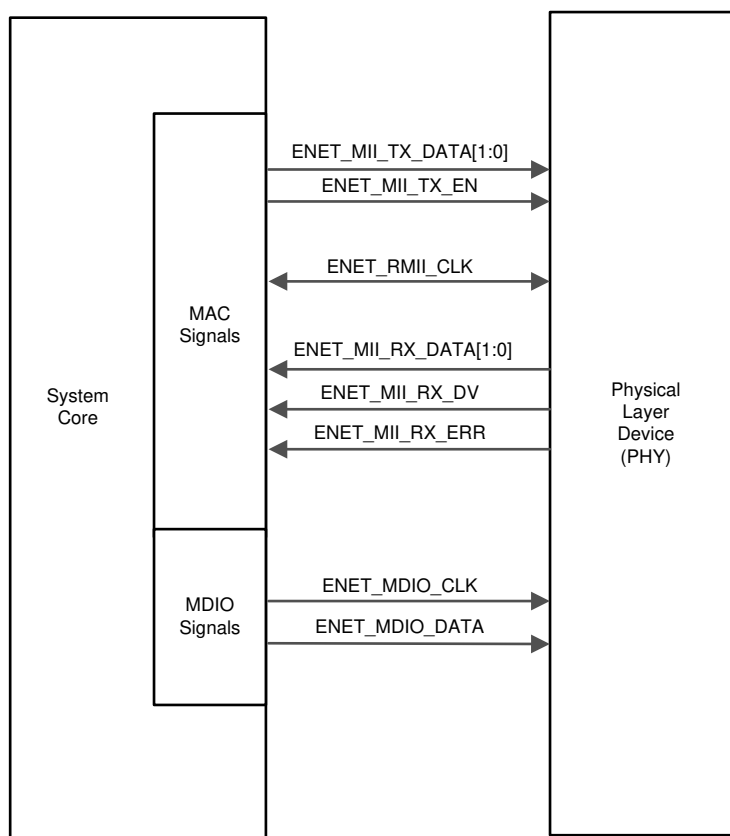 ENET_MII_TX_DATA[1:0]
ENET_MII_TX_EN
ENET_RMII_CLK
MAC
Signals
ENET_MII_RX_DATA[1:0]
ENET_MII_RX_DV
ENET_MII_RX_ERR
System
Core
Physical
Layer
Device
(PHY)
ENET_MDIO_CLK
MDIO
Signals
ENET_MDIO_DATA